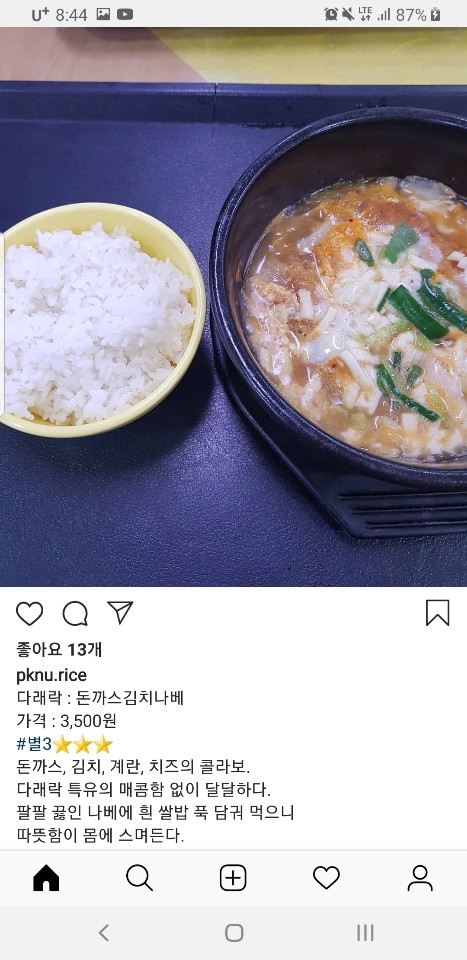 U+ 8:44 LTE 87%
좋아요 13개
pknu.rice
다래락 : 돈까스김치나베
가격 : 3,500원
#별3⭐⭐⭐
돈까스, 김치, 계란, 치즈의 콜라보.
다래락 특유의 매콤함 없이 달달하다.
팔팔 끓인 나베에 흰 쌀밥 푹 담궈 먹으니
따뜻함이 몸에 스며든다.